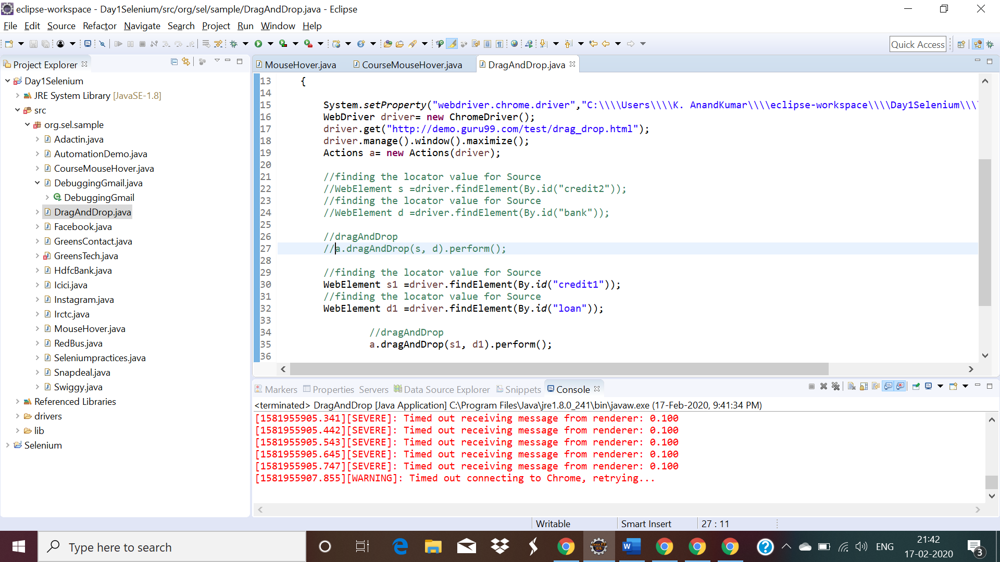 eclipse-workspace - Day1Selenium/src/org/sel/sample/DragAndDrop.java - Eclipse
File Edit Source Refactor Navigate Search Project Run Window Help
Quick Access
Project Explorer
Day1Selenium
JRE System Library [JavaSE-1.8]
src
org.sel.sample
Adactin.java
AutomationDemo.java
CourseMouseHover.java
DebuggingGmail.java
DebuggingGmail
DragAndDrop.java
Facebook.java
GreensContact.java
GreensTech.java
HdfcBank.java
Icici.java
Instagram.java
Irctc.java
MouseHover.java
RedBus.java
Seleniumpractices.java
Snapdeal.java
Swiggy.java
Referenced Libraries
drivers
lib
Selenium
MouseHover.java CourseMouseHover.java DragAndDrop.java
13 {
14
15 System.setProperty("webdriver.chrome.driver","C:\\\\Users\\\\K. AnandKumar\\\\eclipse-workspace\\\\Day1Selenium\\\
16 WebDriver driver= new ChromeDriver();
17 driver.get("http://demo.guru99.com/test/drag_drop.html");
18 driver.manage().window().maximize();
19 Actions a= new Actions(driver);
20
21 //finding the locator value for Source
22 //WebElement s =driver.findElement(By.id("credit2"));
23 //finding the locator value for Source
24 //WebElement d =driver.findElement(By.id("bank"));
25
26 //dragAndDrop
27 //a.dragAndDrop(s, d).perform();
28
29 //finding the locator value for Source
30 WebElement s1 =driver.findElement(By.id("credit1"));
31 //finding the locator value for Source
32 WebElement d1 =driver.findElement(By.id("loan"));
33
34 //dragAndDrop
35 a.dragAndDrop(s1, d1).perform();
36
Markers Properties Servers Data Source Explorer Snippets Console
<terminated> DragAndDrop [Java Application] C:\Program Files\Java\jre1.8.0_241\bin\javaw.exe (17-Feb-2020, 9:41:34 PM)
[1581955905.341][SEVERE]: Timed out receiving message from renderer: 0.100
[1581955905.442][SEVERE]: Timed out receiving message from renderer: 0.100
[1581955905.543][SEVERE]: Timed out receiving message from renderer: 0.100
[1581955905.645][SEVERE]: Timed out receiving message from renderer: 0.100
[1581955905.747][SEVERE]: Timed out receiving message from renderer: 0.100
[1581955907.855][WARNING]: Timed out connecting to Chrome, retrying...
Writable Smart Insert 27 : 11
Type here to search
Java EE
IDE
ENG
21:42
17-02-2020
3